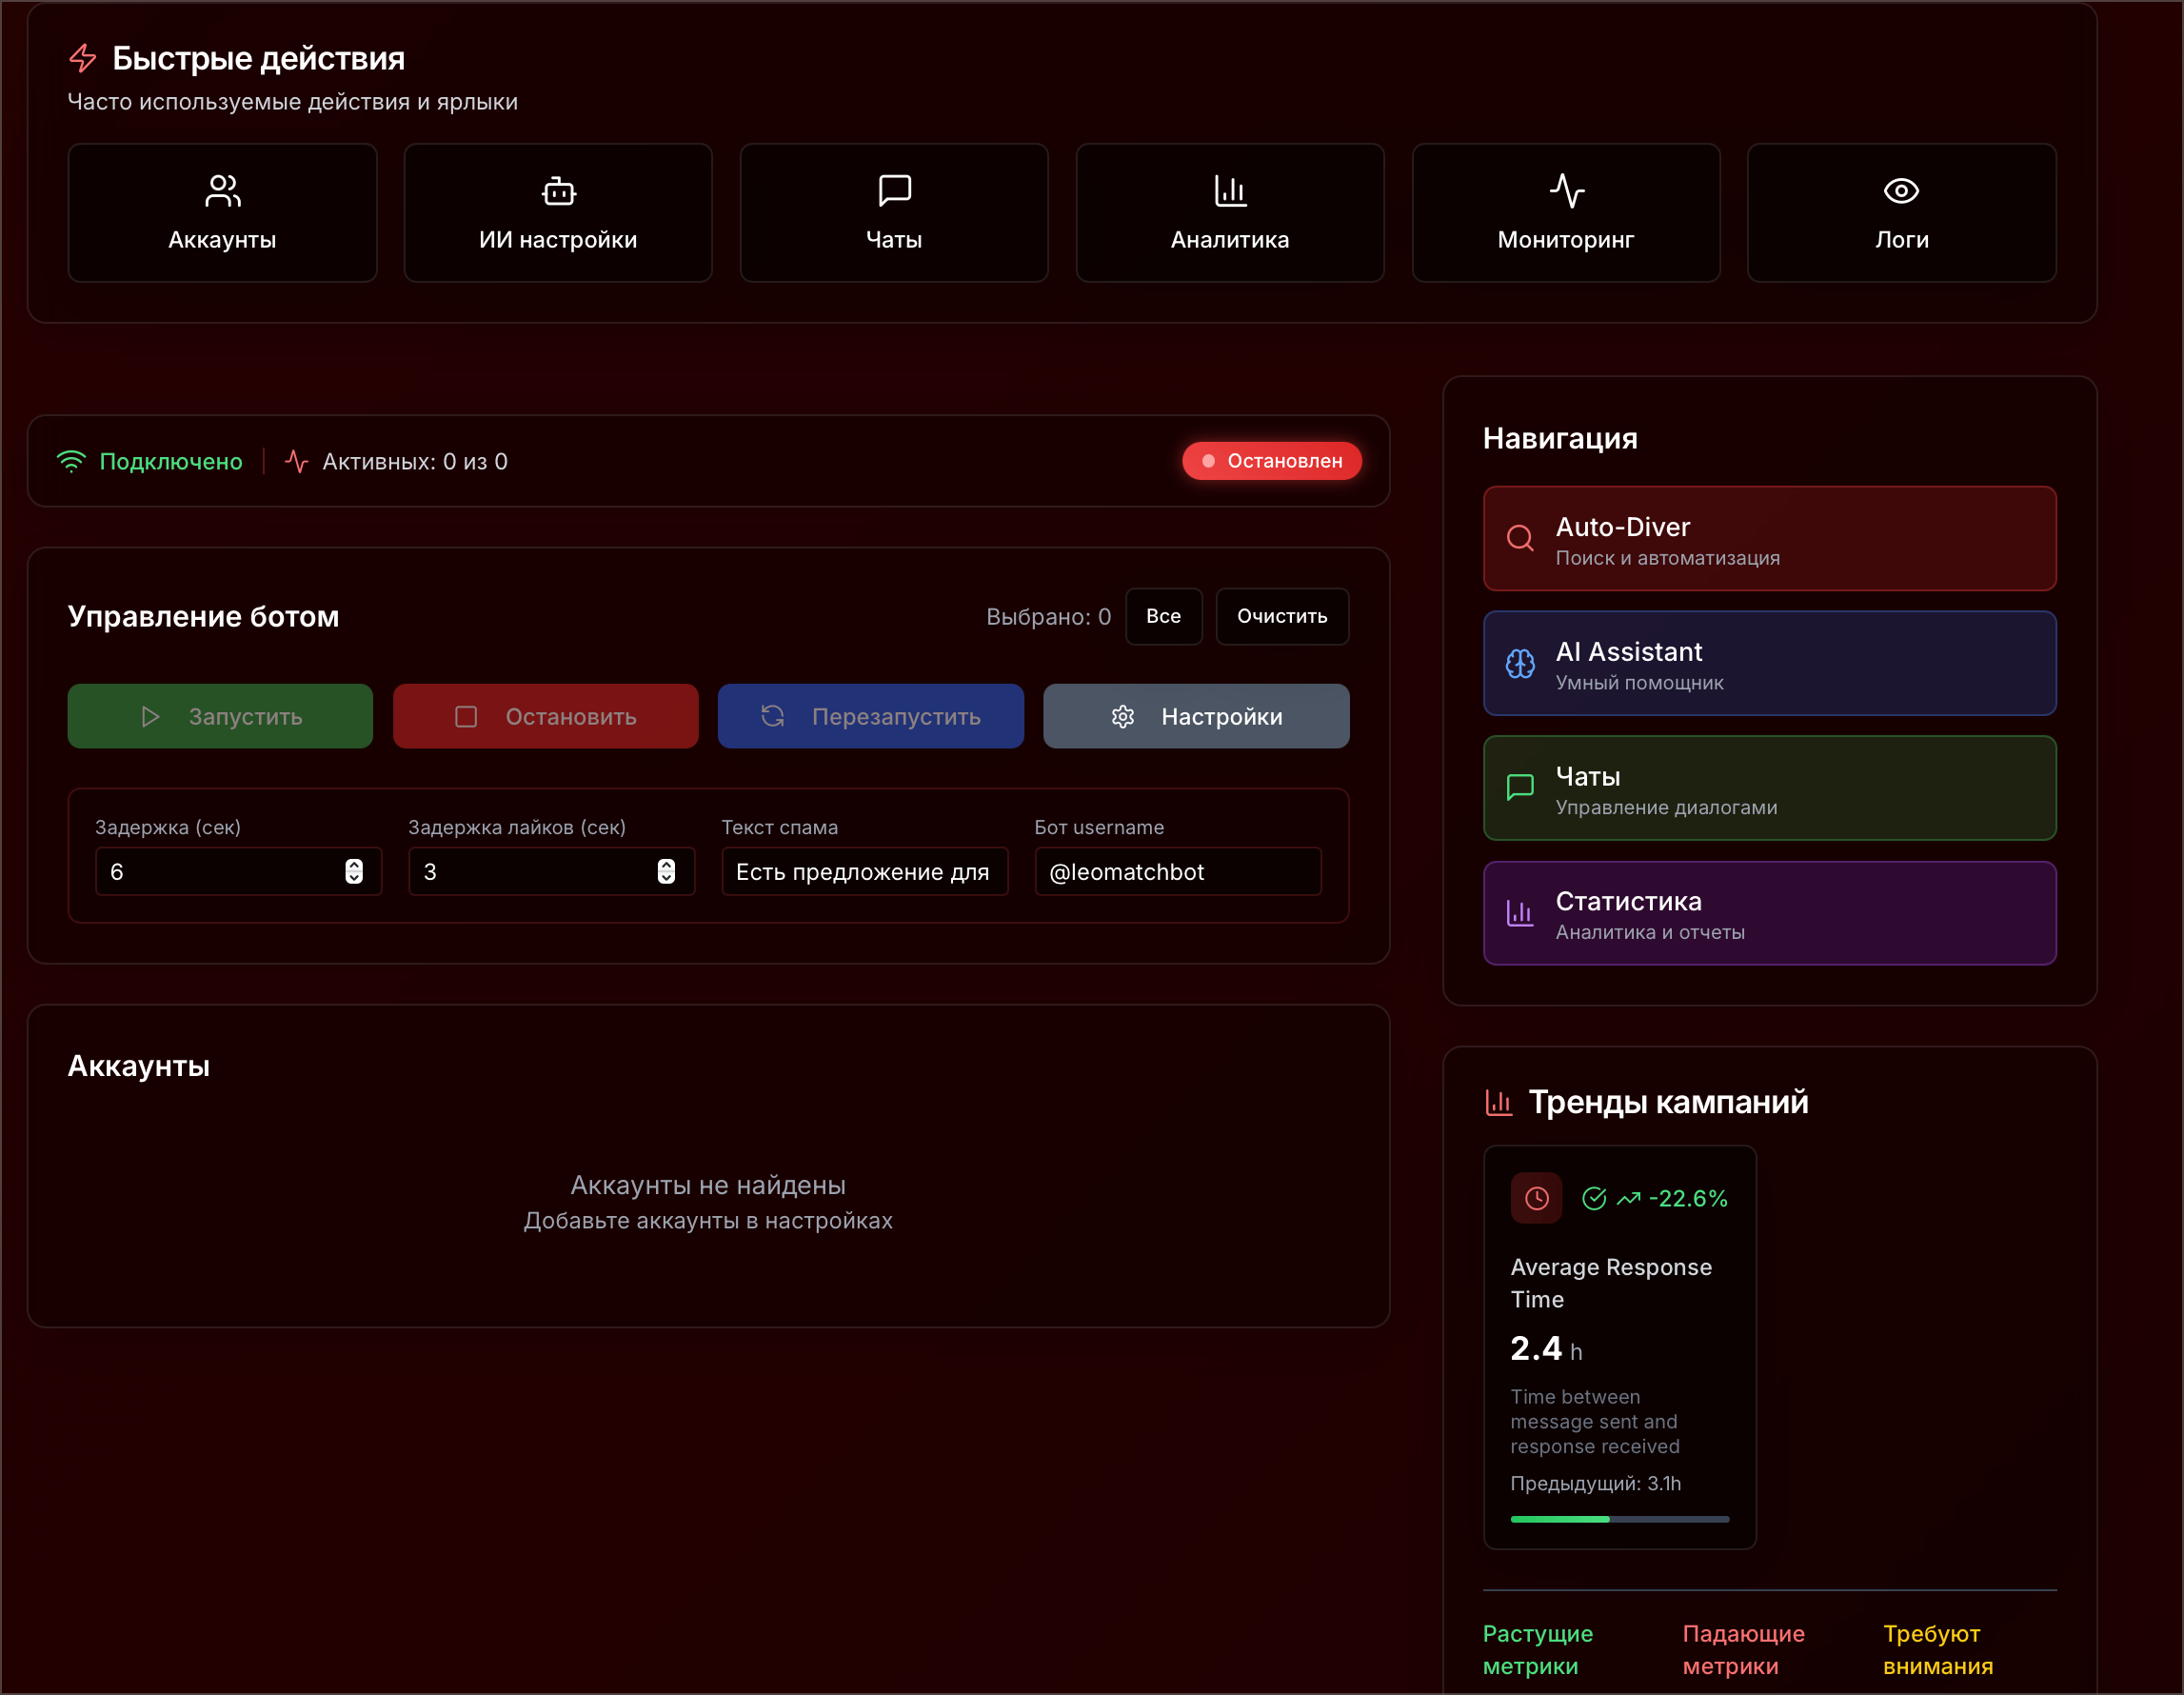 Быстрые действия
Часто используемые действия и ярлыки
Аккаунты
ИИ настройки
Чаты
Аналитика
Мониторинг
Логи
Подключено
Активных: 0 из 0
Остановлен
Управление ботом
Выбрано: 0
Все
Очистить
Запустить
Остановить
Перезапустить
Настройки
Задержка (сек)
Задержка лайков (сек)
Текст спама
Бот username
6
3
Есть предложение для
@leomatchbot
Аккаунты
Аккаунты не найдены
Добавьте аккаунты в настройках
Навигация
Auto-Diver
Поиск и автоматизация
AI Assistant
Умный помощник
Чаты
Управление диалогами
Статистика
Аналитика и отчеты
Тренды кампаний
-22.6%
Average Response
Time
2.4 h
Time between
message sent and
response received
Предыдущий: 3.1h
Растущие
метрики
Падающие
метрики
Требуют
внимания